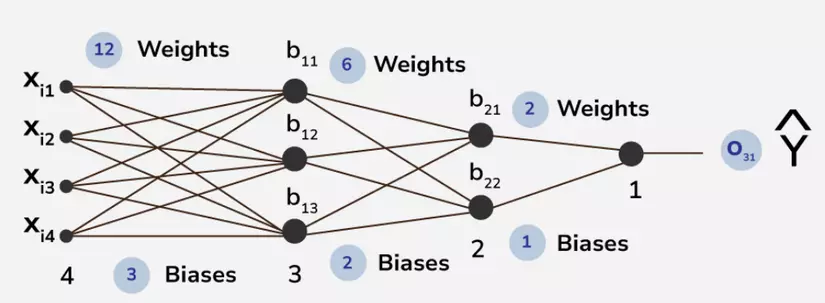 12 Weights
b₁₁
6 Weights
xᵢ₁
xᵢ₂
xᵢ₃
xᵢ₄
b₁₂
b₁₃
b₂₁
2 Weights
b₂₂
O₃₁
Ŷ
1
4
3 Biases
3
2 Biases
2
1 Biases